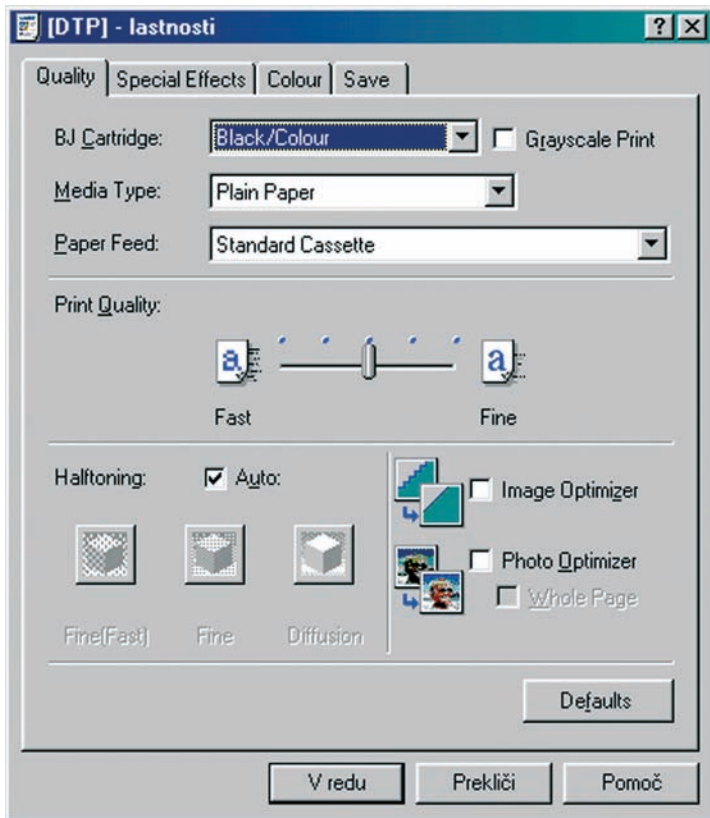 [DTP] - lastnosti
Quality Special Effects Colour Save
BJ Cartridge: Black/Colour Grayscale Print
Media Type: Plain Paper
Paper Feed: Standard Cassette
Print Quality:
a a
Fast Fine
Halftoning: Auto: Image Optimizer
Photo Optimizer
Whole Page
Fine(Fast) Fine Diffusion
Defaults
V redu Prekliči Pomoč